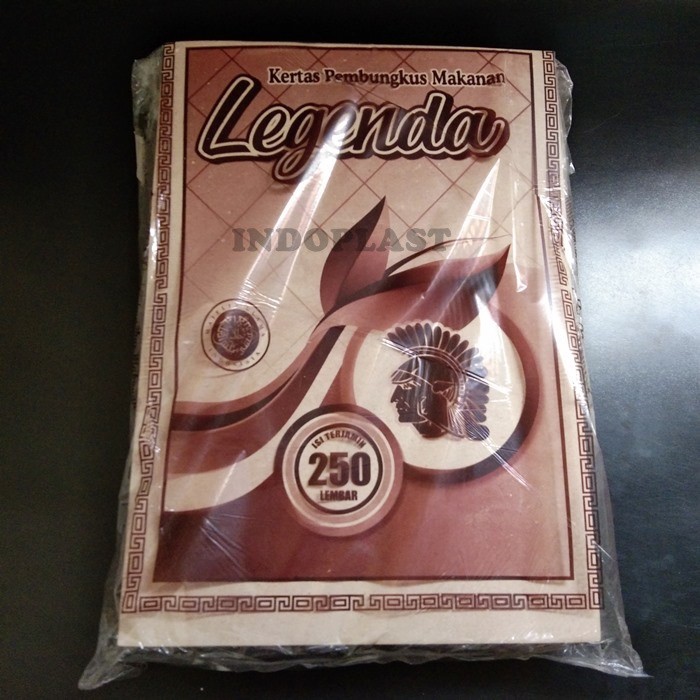 Kertas Pembungkus Makanan
Legenda
INDOPLAST
ISI TERJAMIN
250
LEMBAR